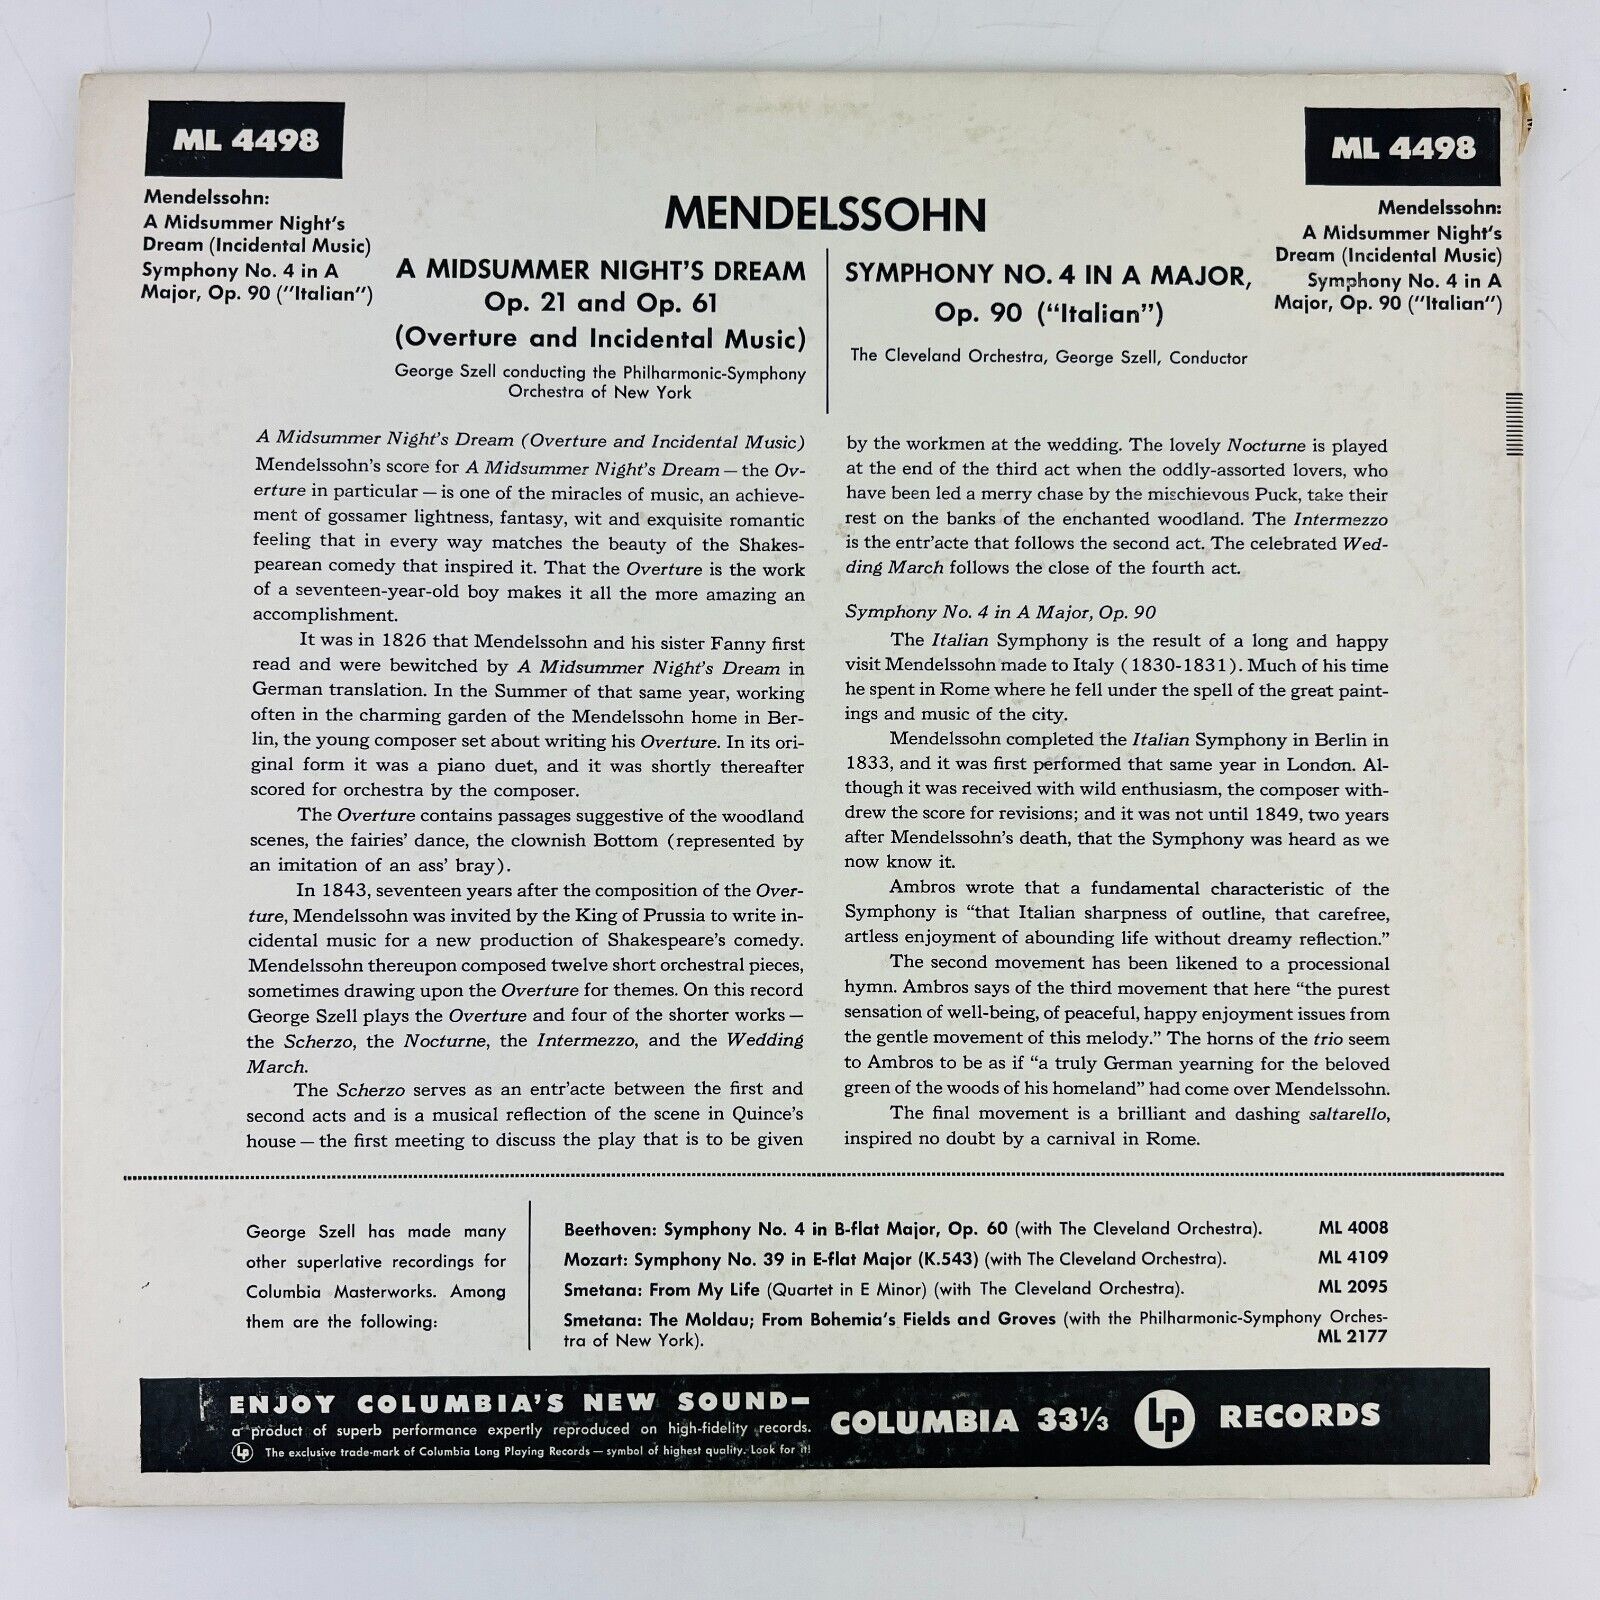 ML 4498
Mendelssohn:
A Midsummer Night's
Dream (Incidental Music)
Symphony No. 4 in A
Major, Op. 90 ("Italian")
ML 4498
Mendelssohn:
A Midsummer Night's
Dream (Incidental Music)
Symphony No. 4 in A
Major, Op. 90 ("Italian")
MENDELSSOHN
A MIDSUMMER NIGHT'S DREAM
Op. 21 and Op. 61
(Overture and Incidental Music)
George Szell conducting the Philharmonic-Symphony
Orchestra of New York
SYMPHONY NO. 4 IN A MAJOR,
Op. 90 ("Italian")
The Cleveland Orchestra, George Szell, Conductor
A Midsummer Night's Dream (Overture and Incidental Music)
Mendelssohn's score for A Midsummer Night's Dream — the Ov-
erture in particular — is one of the miracles of music, an achieve-
ment of gossamer lightness, fantasy, wit and exquisite romantic
feeling that in every way matches the beauty of the Shakes-
pearean comedy that inspired it. That the Overture is the work
of a seventeen-year-old boy makes it all the more amazing an
accomplishment.
It was in 1826 that Mendelssohn and his sister Fanny first
read and were bewitched by A Midsummer Night's Dream in
German translation. In the Summer of that same year, working
often in the charming garden of the Mendelssohn home in Ber-
lin, the young composer set about writing his Overture. In its ori-
ginal form it was a piano duet, and it was shortly thereafter
scored for orchestra by the composer.
The Overture contains passages suggestive of the woodland
scenes, the fairies' dance, the clownish Bottom (represented by
an imitation of an ass' bray).
In 1843, seventeen years after the composition of the Over-
ture, Mendelssohn was invited by the King of Prussia to write in-
cidental music for a new production of Shakespeare's comedy.
Mendelssohn thereupon composed twelve short orchestral pieces,
sometimes drawing upon the Overture for themes. On this record
George Szell plays the Overture and four of the shorter works —
the Scherzo, the Nocturne, the Intermezzo, and the Wedding
March.
The Scherzo serves as an entr'acte between the first and
second acts and is a musical reflection of the scene in Quince's
house — the first meeting to discuss the play that is to be given
by the workmen at the wedding. The lovely Nocturne is played
at the end of the third act when the oddly-assorted lovers, who
have been led a merry chase by the mischievous Puck, take their
rest on the banks of the enchanted woodland. The Intermezzo
is the entr'acte that follows the second act. The celebrated Wed-
ding March follows the close of the fourth act.
Symphony No. 4 in A Major, Op. 90
The Italian Symphony is the result of a long and happy
visit Mendelssohn made to Italy (1830-1831). Much of his time
he spent in Rome where he fell under the spell of the great paint-
ings and music of the city.
Mendelssohn completed the Italian Symphony in Berlin in
1833, and it was first performed that same year in London. Al-
though it was received with wild enthusiasm, the composer with-
drew the score for revisions; and it was not until 1849, two years
after Mendelssohn's death, that the Symphony was heard as we
now know it.
Ambros wrote that a fundamental characteristic of the
Symphony is "that Italian sharpness of outline, that carefree,
artless enjoyment of abounding life without dreamy reflection."
The second movement has been likened to a processional
hymn. Ambros says of the third movement that here "the purest
sensation of well-being, of peaceful, happy enjoyment issues from
the gentle movement of this melody." The horns of the trio seem
to Ambros to be as if "a truly German yearning for the beloved
green of the woods of his homeland" had come over Mendelssohn.
The final movement is a brilliant and dashing saltarello,
inspired no doubt by a carnival in Rome.
George Szell has made many
other superlative recordings for
Columbia Masterworks. Among
them are the following:
Beethoven: Symphony No. 4 in B-flat Major, Op. 60 (with The Cleveland Orchestra). ML 4008
Mozart: Symphony No. 39 in E-flat Major (K.543) (with The Cleveland Orchestra). ML 4109
Smetana: From My Life (Quartet in E Minor) (with The Cleveland Orchestra). ML 2095
Smetana: The Moldau; From Bohemia's Fields and Groves (with the Philharmonic-Symphony Orches-
tra of New York). ML 2177
ENJOY COLUMBIA'S NEW SOUND—
a product of superb performance expertly reproduced on high-fidelity records.
Lp The exclusive trade-mark of Columbia Long Playing Records — symbol of highest quality. Look for it!
COLUMBIA 33⅓ Lp RECORDS